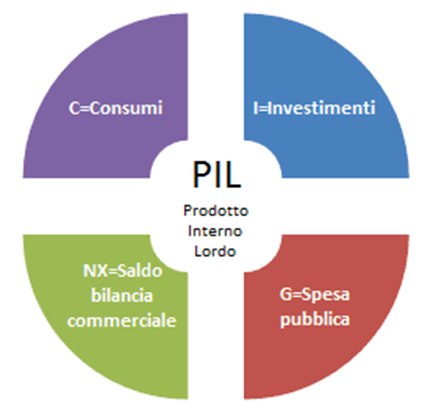 C=Consumi
I=Investimenti
PIL
Prodotto
Interno
Lordo
NX=Saldo
bilancia
commerciale
G=Spesa
pubblica